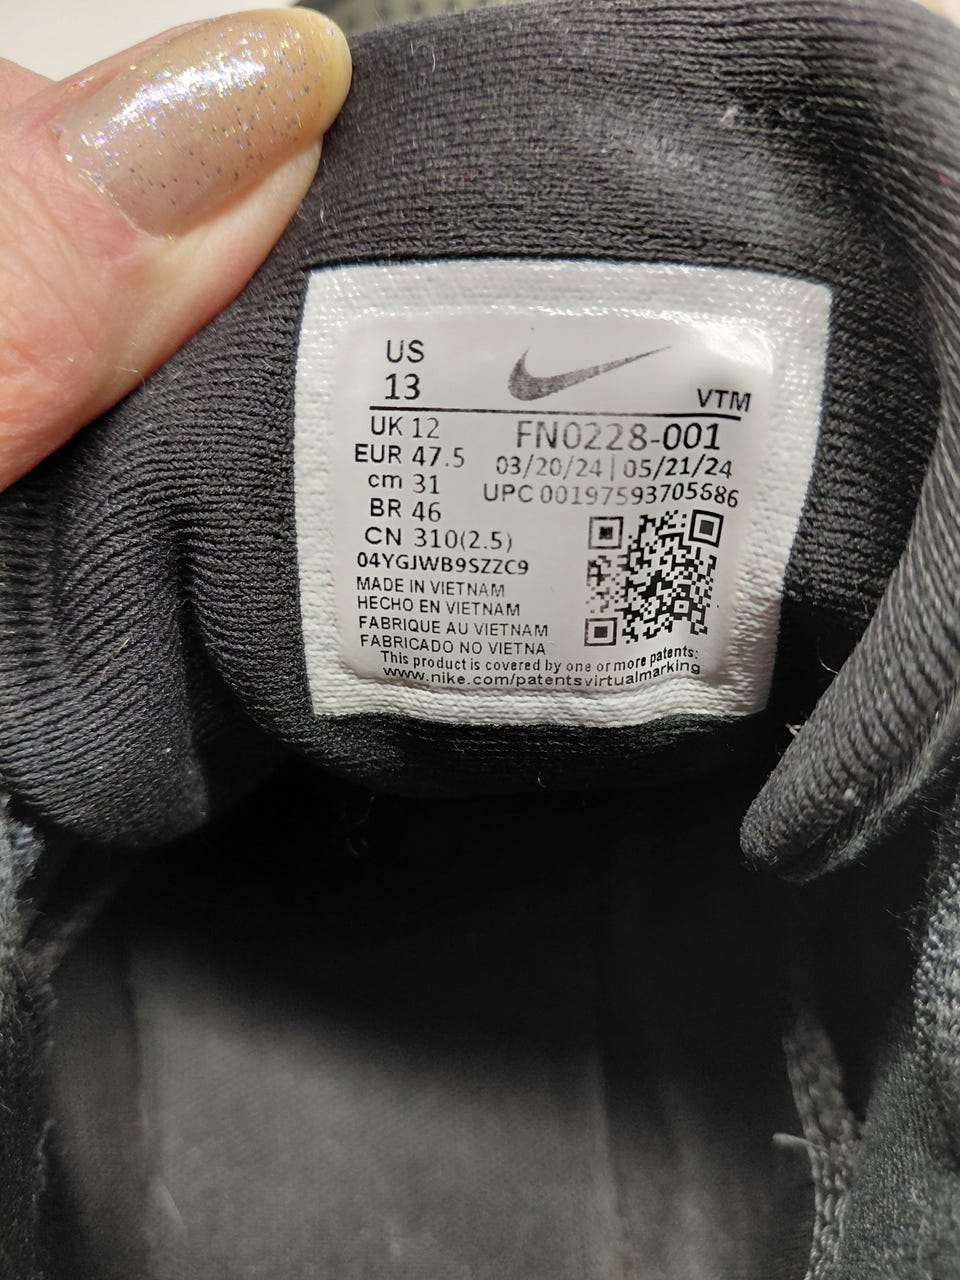 US
13
VTM
UK 12
FN0228-001
EUR 47.5
03/20/24 | 05/21/24
cm 31
UPC 00197593705686
BR 46
CN 310(2.5)
04YGJWB9SZZC9
MADE IN VIETNAM
HECHO EN VIETNAM
FABRIQUE AU VIETNAM
FABRICADO NO VIETNA
This product is covered by one or more patents:
www.nike.com/patentsvirtualmarking